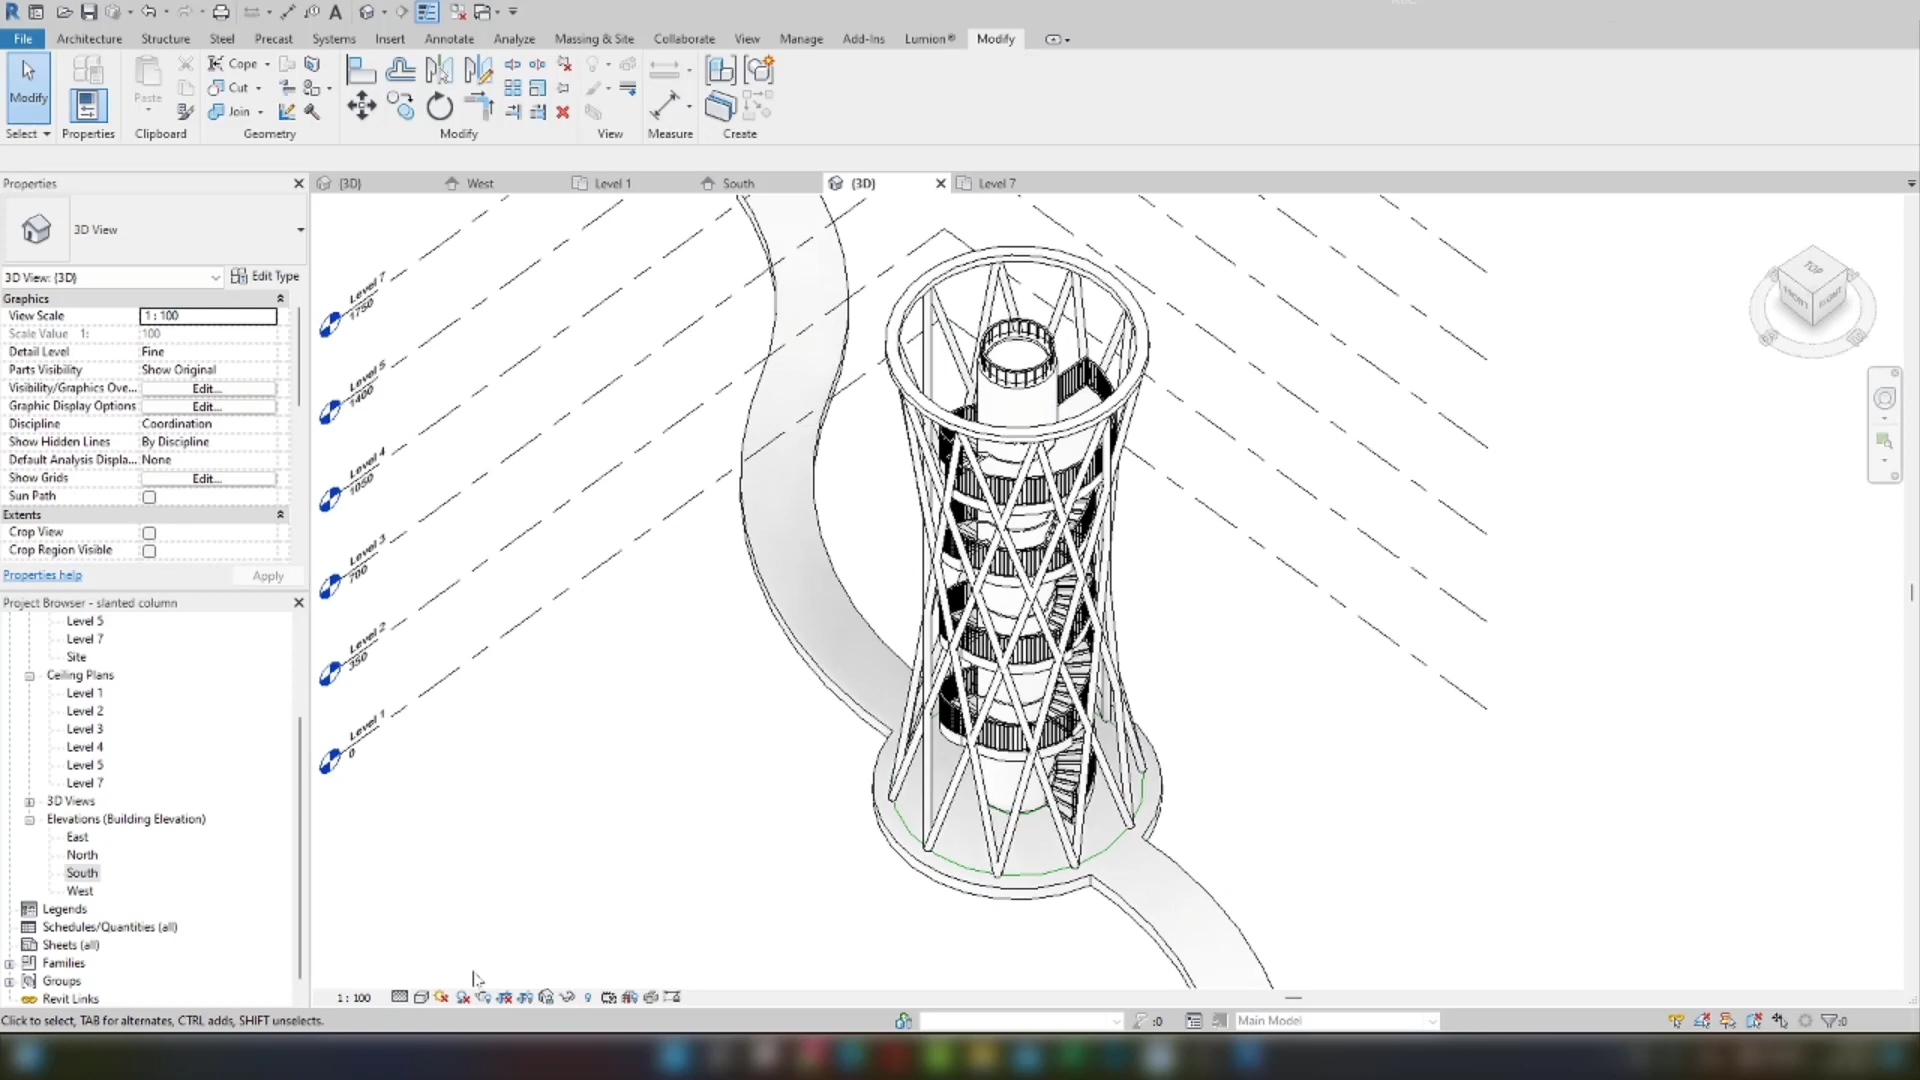 File Architecture Structure Steel Precast Systems Insert Annotate Analyze Massing & Site Collaborate View Manage Add-Ins Lumion® Modify
Modify Paste Cope Cut Join
Select Properties Clipboard Geometry Modify View Measure Create
Properties
{3D} West Level 1 South {3D} Level 7
3D View
3D View: {3D} Edit Type
Graphics
View Scale 1 : 100
Scale Value 1: 100
Detail Level Fine
Parts Visibility Show Original
Visibility/Graphics Ove... Edit...
Graphic Display Options Edit...
Discipline Coordination
Show Hidden Lines By Discipline
Default Analysis Displa... None
Show Grids Edit...
Sun Path
Extents
Crop View
Crop Region Visible
Properties help Apply
Project Browser - slanted column
Level 5
Level 7
Site
Ceiling Plans
Level 1
Level 2
Level 3
Level 4
Level 5
Level 7
3D Views
Elevations (Building Elevation)
East
North
South
West
Legends
Schedules/Quantities (all)
Sheets (all)
Families
Groups
Revit Links
Level 7
1750
Level 5
1400
Level 4
1050
Level 3
700
Level 2
350
Level 1
0
TOP
FRONT
1 : 100
Click to select, TAB for alternates, CTRL adds, SHIFT unselects.
:0
Main Model
:0